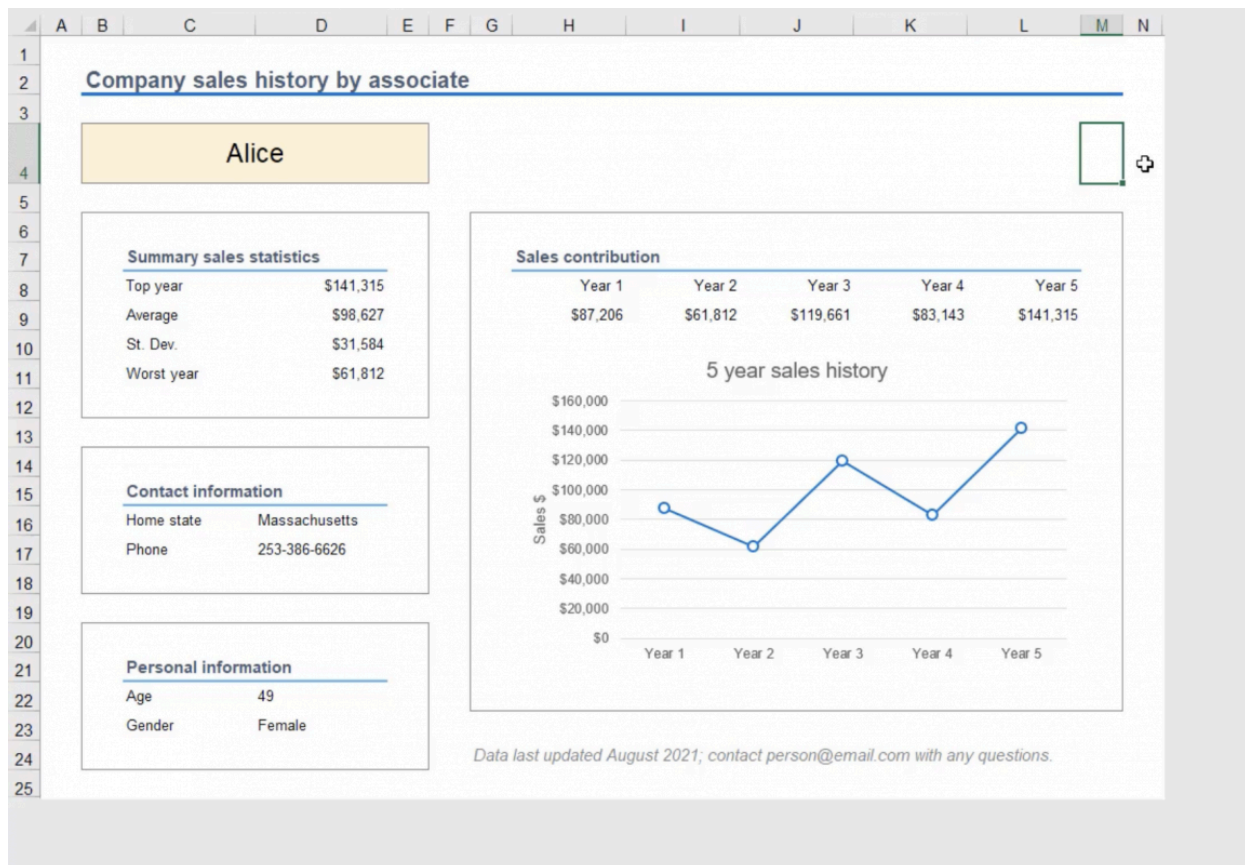 A B C D E F G H I J K L M N
1
2 Company sales history by associate
3
4 Alice
5
6
7 Summary sales statistics Sales contribution
8 Top year $141,315 Year 1 Year 2 Year 3 Year 4 Year 5
9 Average $98,627 $87,206 $61,812 $119,661 $83,143 $141,315
10 St. Dev. $31,584
11 Worst year $61,812 5 year sales history
12 $160,000
13 $140,000
14 $120,000
15 Contact information $100,000
16 Home state Massachusetts $80,000 Sales $
17 Phone 253-386-6626 $60,000
18 $40,000
19 $20,000
20 $0
21 Personal information Year 1 Year 2 Year 3 Year 4 Year 5
22 Age 49
23 Gender Female
24 Data last updated August 2021; contact person@email.com with any questions.
25